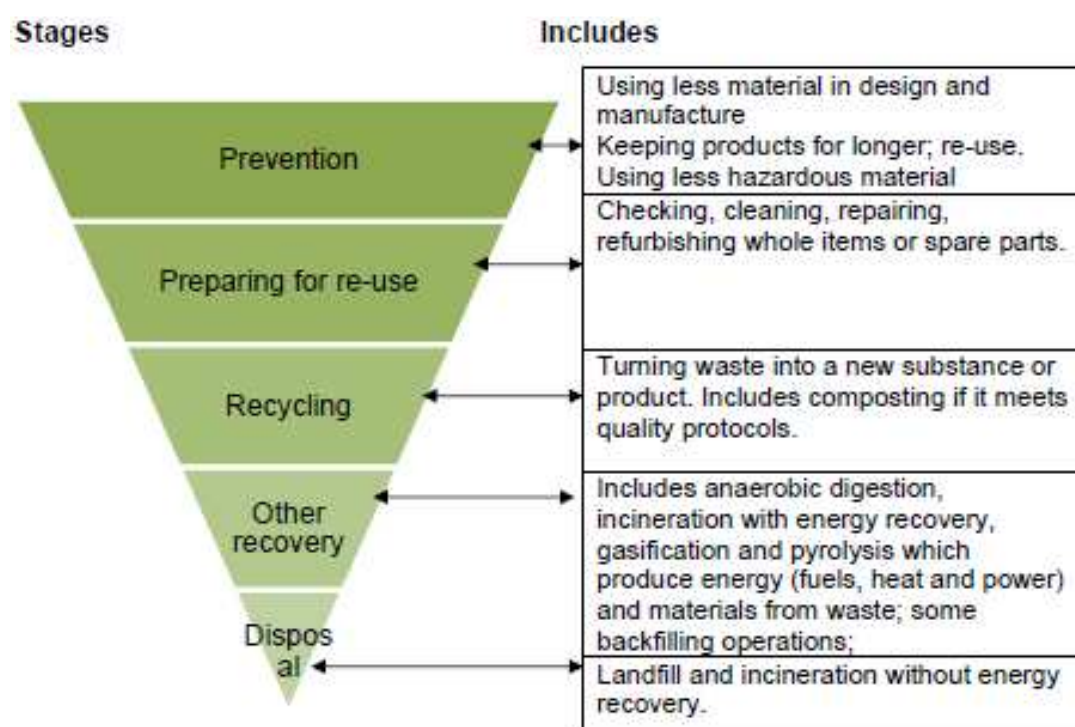 Stages
Includes
Prevention
Using less material in design and
manufacture
Keeping products for longer; re-use.
Using less hazardous material
Preparing for re-use
Checking, cleaning, repairing,
refurbishing whole items or spare parts.
Recycling
Turning waste into a new substance or
product. Includes composting if it meets
quality protocols.
Other
recovery
Includes anaerobic digestion,
incineration with energy recovery,
gasification and pyrolysis which
produce energy (fuels, heat and power)
and materials from waste; some
backfilling operations;
Dispos
al
Landfill and incineration without energy
recovery.